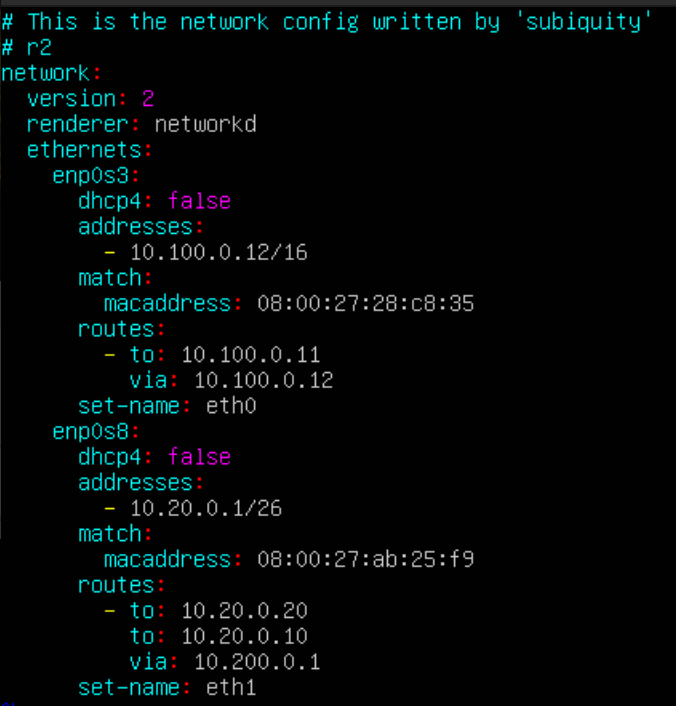 # This is the network config written by 'subiquity'
# r2
network:
  version: 2
  renderer: networkd
  ethernets:
    enp0s3:
      dhcp4: false
      addresses:
        - 10.100.0.12/16
      match:
        macaddress: 08:00:27:28:c8:35
      routes:
        - to: 10.100.0.11
          via: 10.100.0.12
      set-name: eth0
    enp0s8:
      dhcp4: false
      addresses:
        - 10.20.0.1/26
      match:
        macaddress: 08:00:27:ab:25:f9
      routes:
        - to: 10.20.0.20
          to: 10.20.0.10
          via: 10.200.0.1
      set-name: eth1